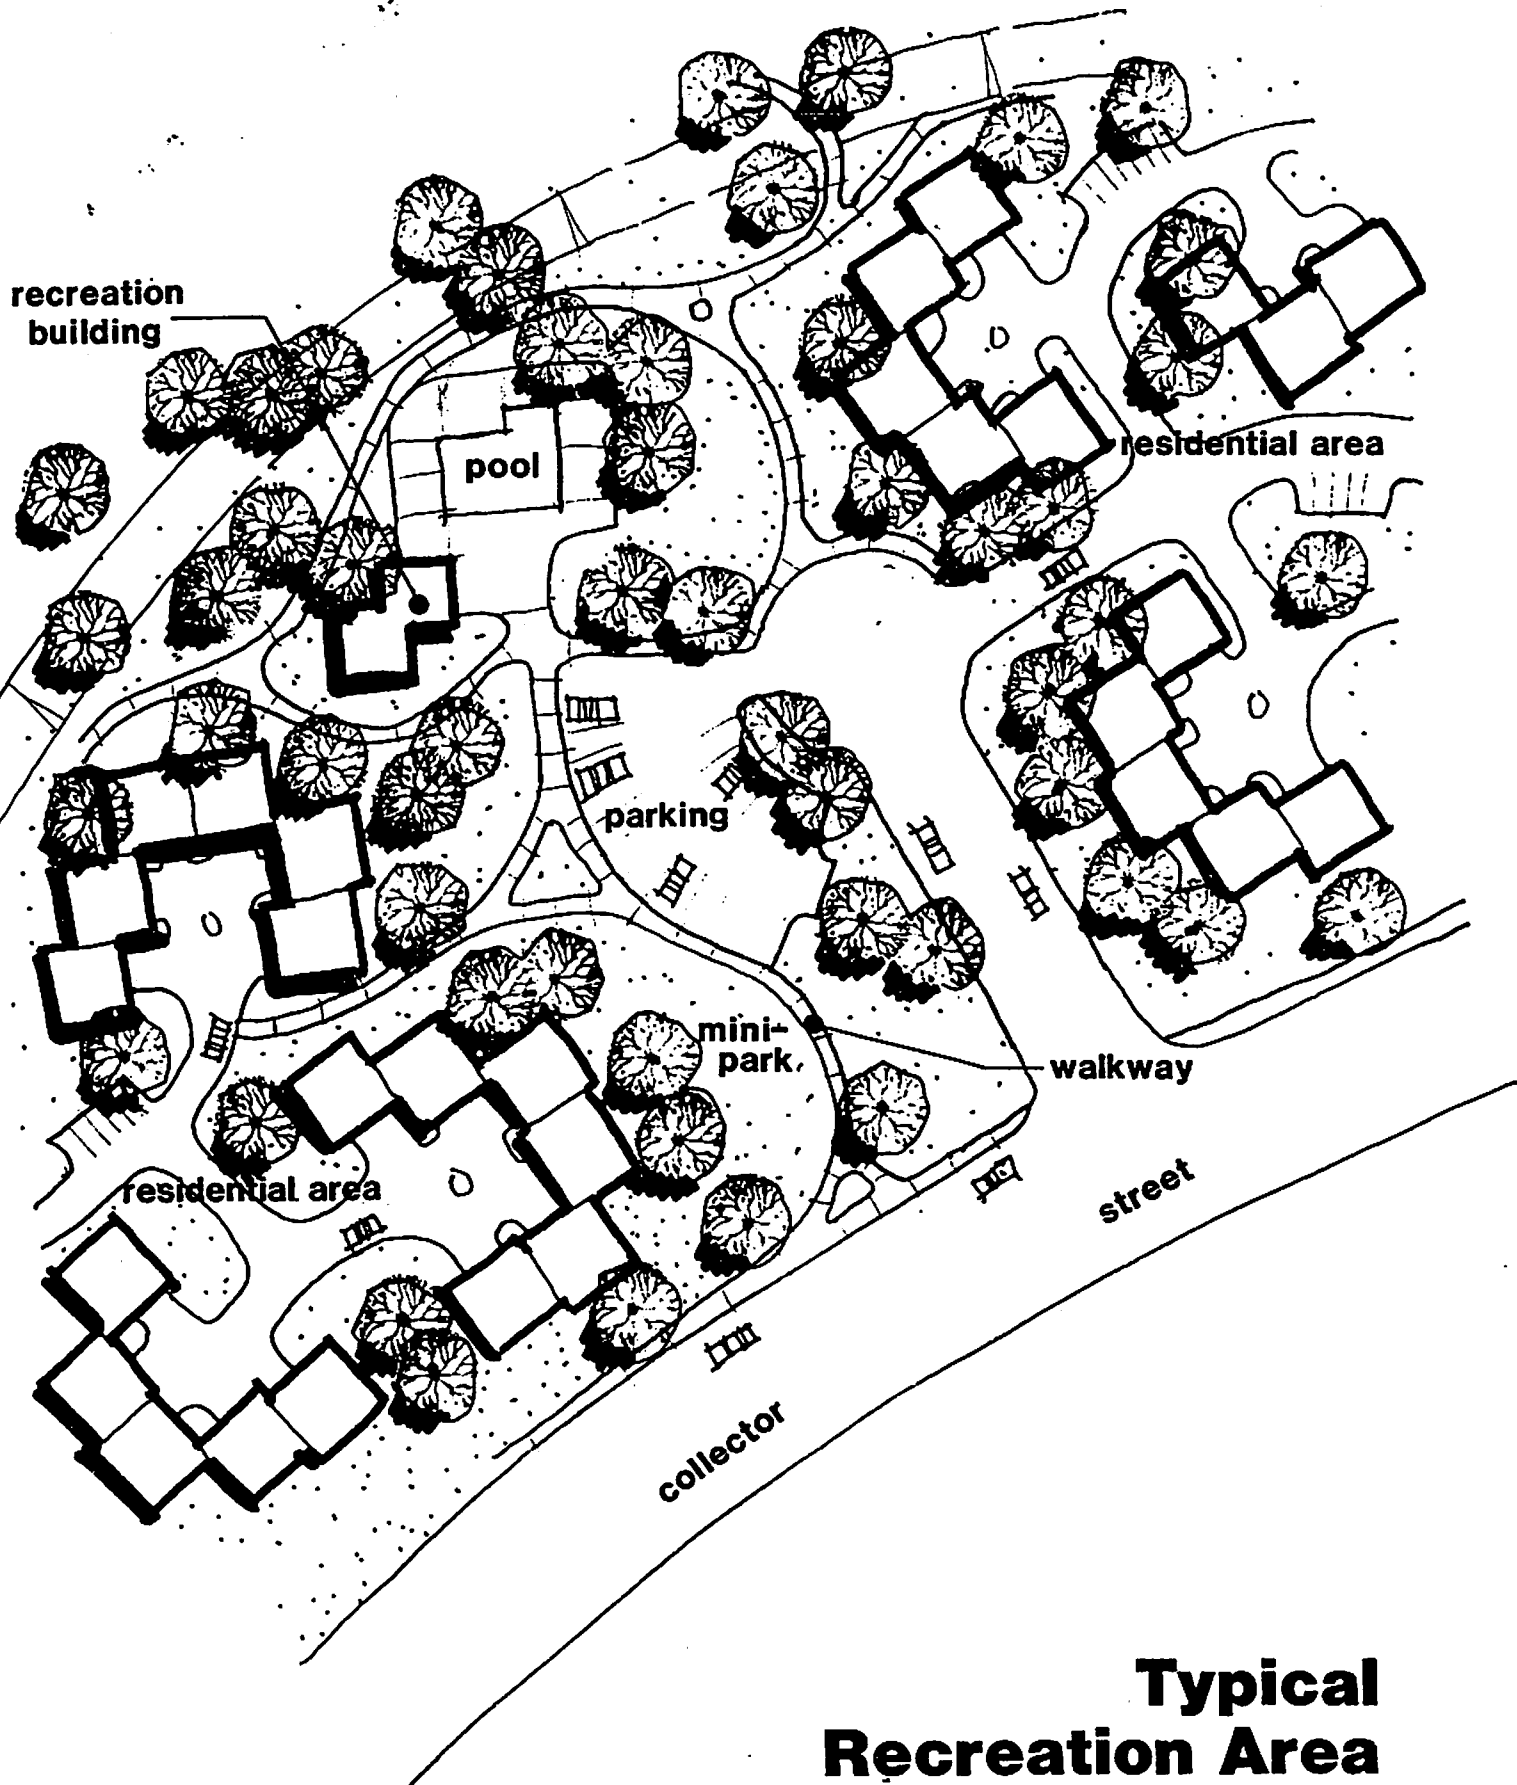 recreation
building
pool
residential area
parking
mini-
park
walkway
residential area
street
collector
Typical
Recreation Area